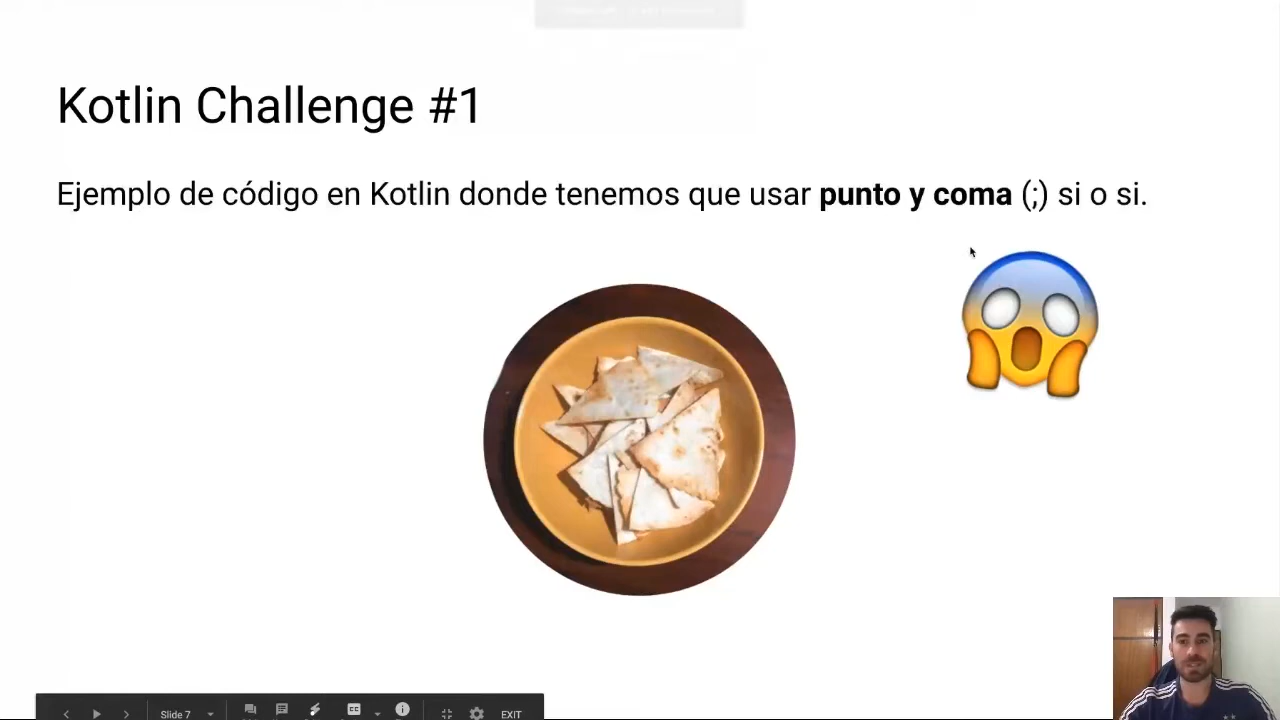 Kotlin Challenge #1
Ejemplo de código en Kotlin donde tenemos que usar punto y coma (;) si o si.
Slide 7
CC
EXIT